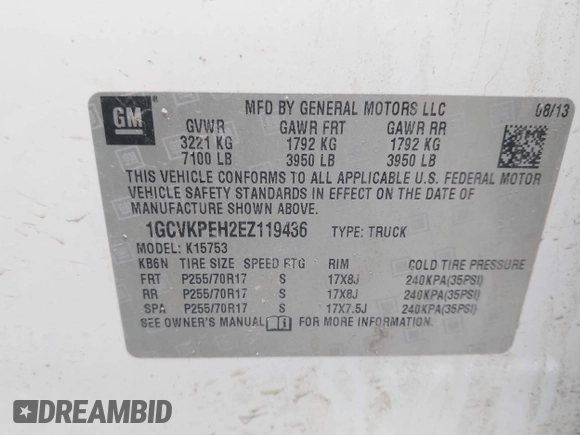 GM
MFD BY GENERAL MOTORS LLC 08/13
GVWR GAWR FRT GAWR RR
3221 KG 1792 KG 1792 KG
7100 LB 3950 LB 3950 LB
THIS VEHICLE CONFORMS TO ALL APPLICABLE U.S. FEDERAL MOTOR
VEHICLE SAFETY STANDARDS IN EFFECT ON THE DATE OF
MANUFACTURE SHOWN ABOVE.
1GCVKPEH2EZ119436 TYPE: TRUCK
MODEL: K15753
KB6N TIRE SIZE SPEED RTG RIM COLD TIRE PRESSURE
FRT P255/70R17 S 17X8J 240KPA(35PSI)
RR P255/70R17 S 17X8J 240KPA(35PSI)
SPA P255/70R17 S 17X7.5J 240KPA(35PSI)
SEE OWNER'S MANUAL FOR MORE INFORMATION.
DREAMBID